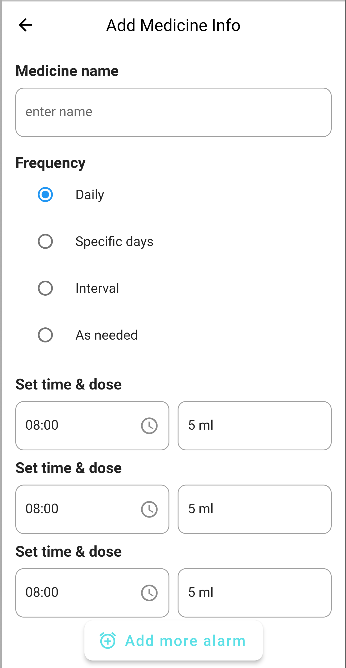 Add Medicine Info
Medicine name
enter name
Frequency
Daily
Specific days
Interval
As needed
Set time & dose
08:00 5 ml
Set time & dose
08:00 5 ml
Set time & dose
08:00 5 ml
Add more alarm